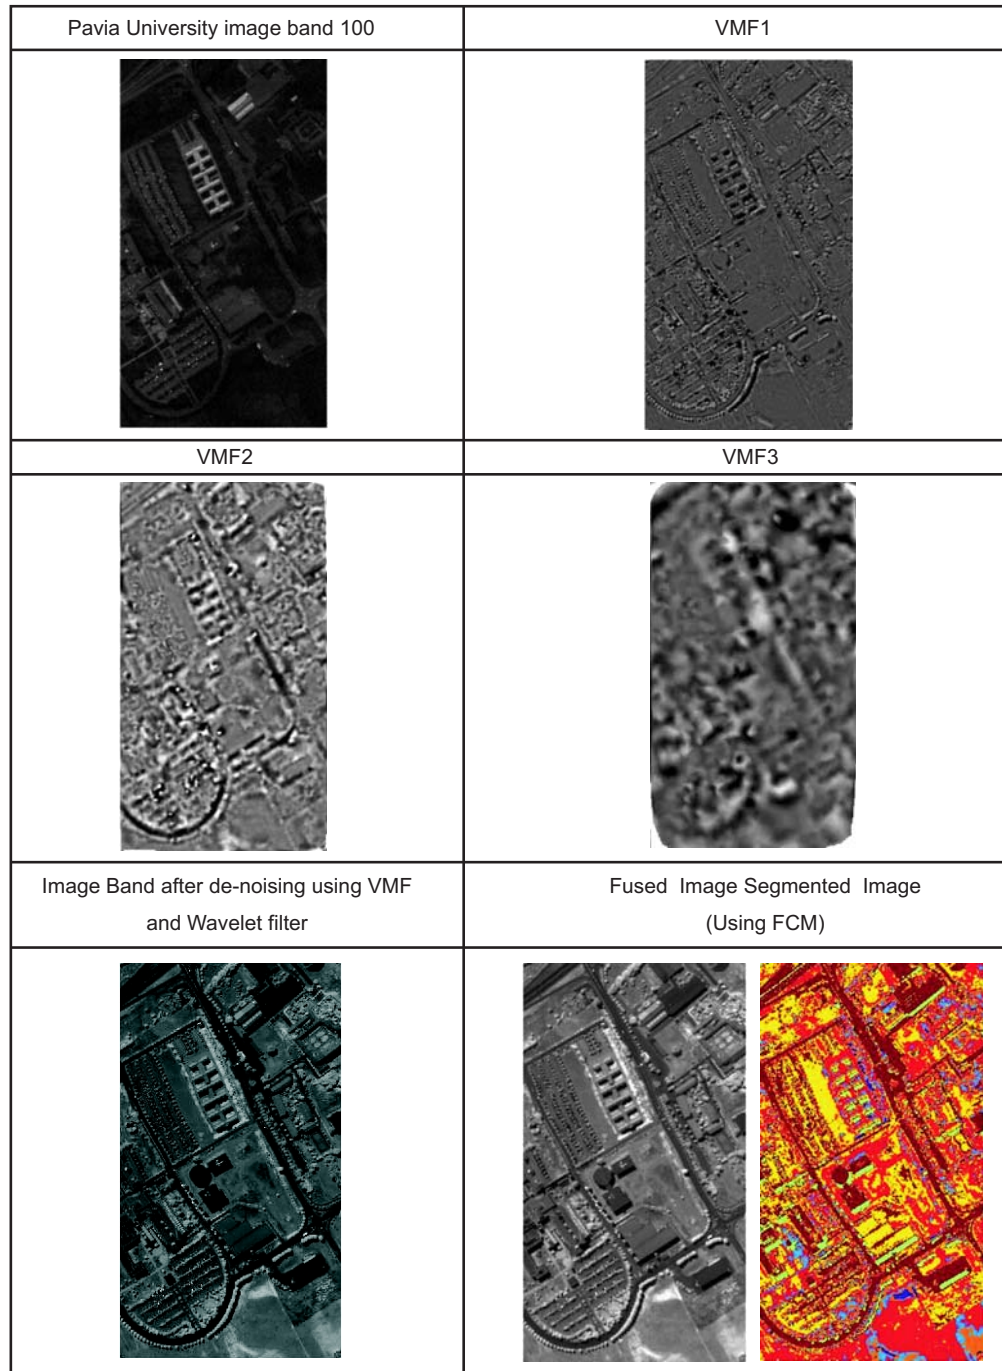 Pavia University image band 100
VMF1
VMF2
VMF3
Image Band after de-noising using VMF
and Wavelet filter
Fused Image Segmented Image
(Using FCM)